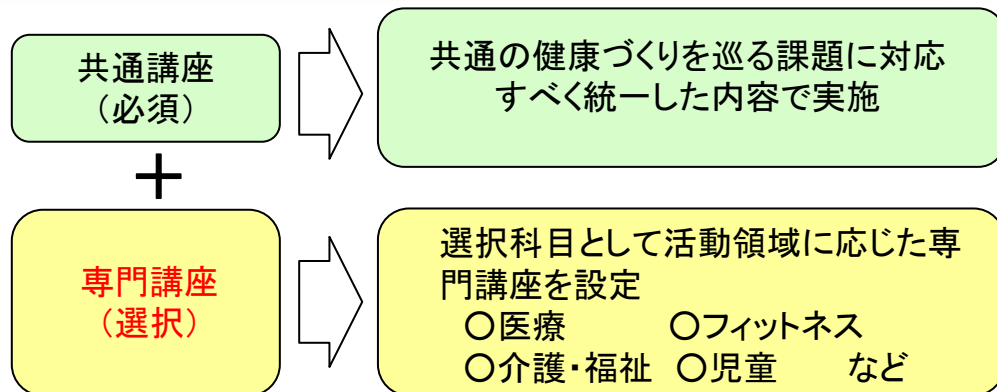 共通講座
（必須）
共通の健康づくりを巡る課題に対応
すべく統一した内容で実施
＋
専門講座
（選択）
選択科目として活動領域に応じた専
門講座を設定
○医療　　　○フィットネス
○介護・福祉　○児童　　など